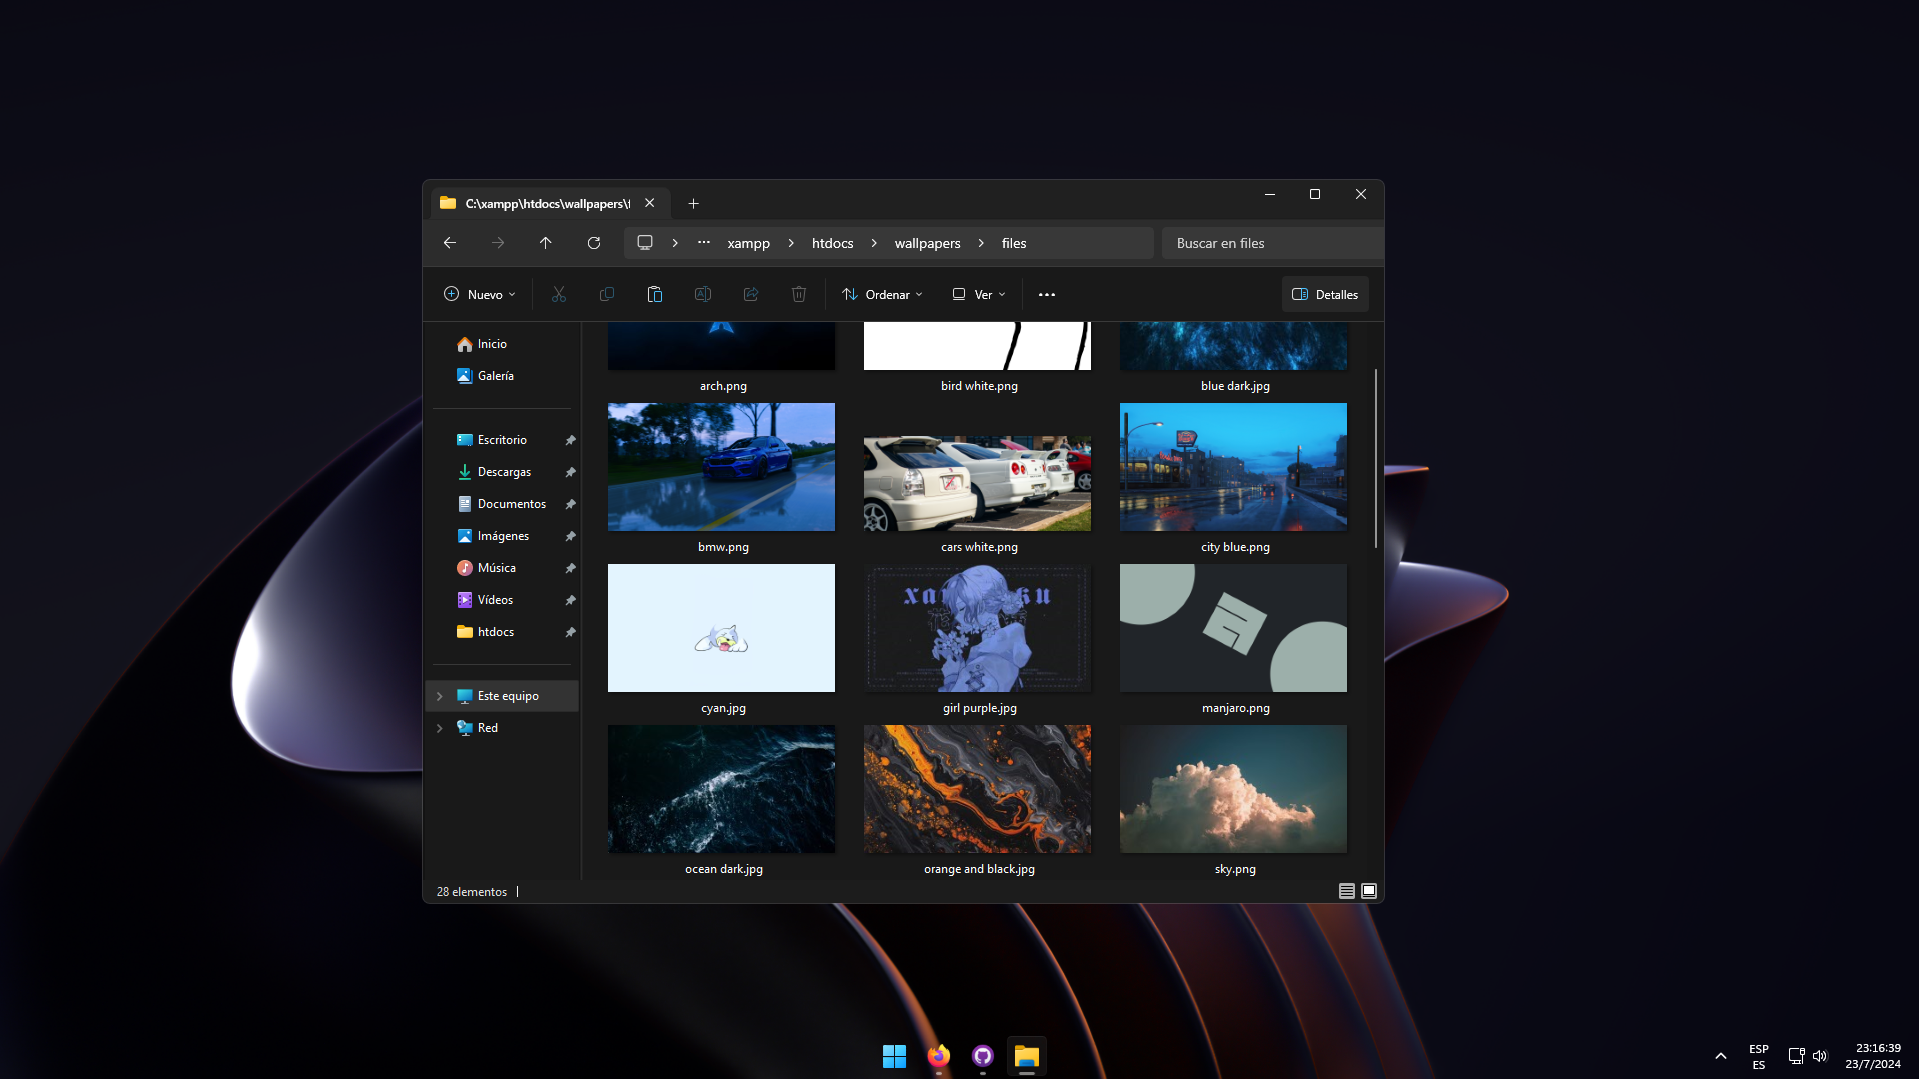 C:\xampp\htdocs\wallpapers\f
xampp
htdocs
wallpapers
files
Buscar en files
Nuevo
Ordenar
Ver
Detalles
Inicio
Galería
Escritorio
Descargas
Documentos
Imágenes
Música
Vídeos
htdocs
Este equipo
Red
arch.png
bird white.png
blue dark.jpg
bmw.png
cars white.png
city blue.png
cyan.jpg
girl purple.jpg
manjaro.png
ocean dark.jpg
orange and black.jpg
sky.png
28 elementos
ESP
ES
23:16:39
23/7/2024